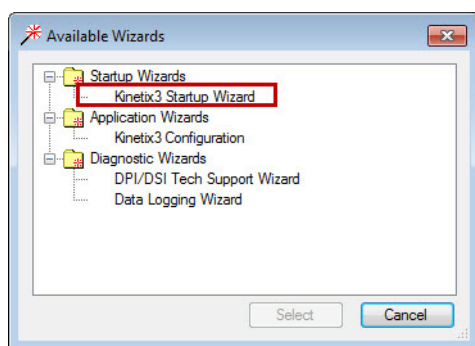 Available Wizards
Startup Wizards
Kinetix3 Startup Wizard
Application Wizards
Kinetix3 Configuration
Diagnostic Wizards
DPI/DSI Tech Support Wizard
Data Logging Wizard
Select Cancel